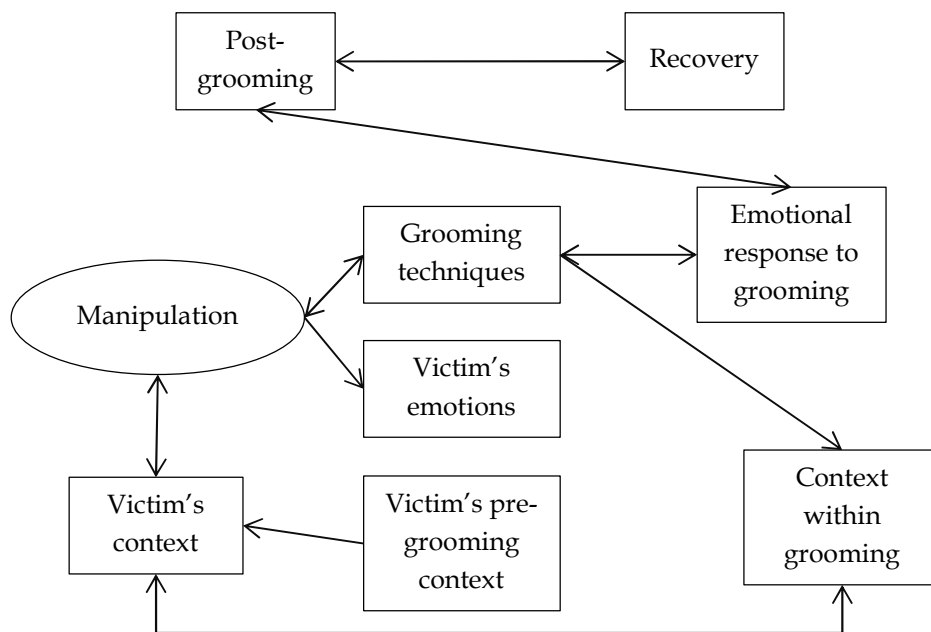 Post-
grooming
Recovery
Emotional
response to
grooming
Grooming
techniques
Manipulation
Victim’s
emotions
Victim’s
context
Victim’s pre-
grooming
context
Context
within
grooming